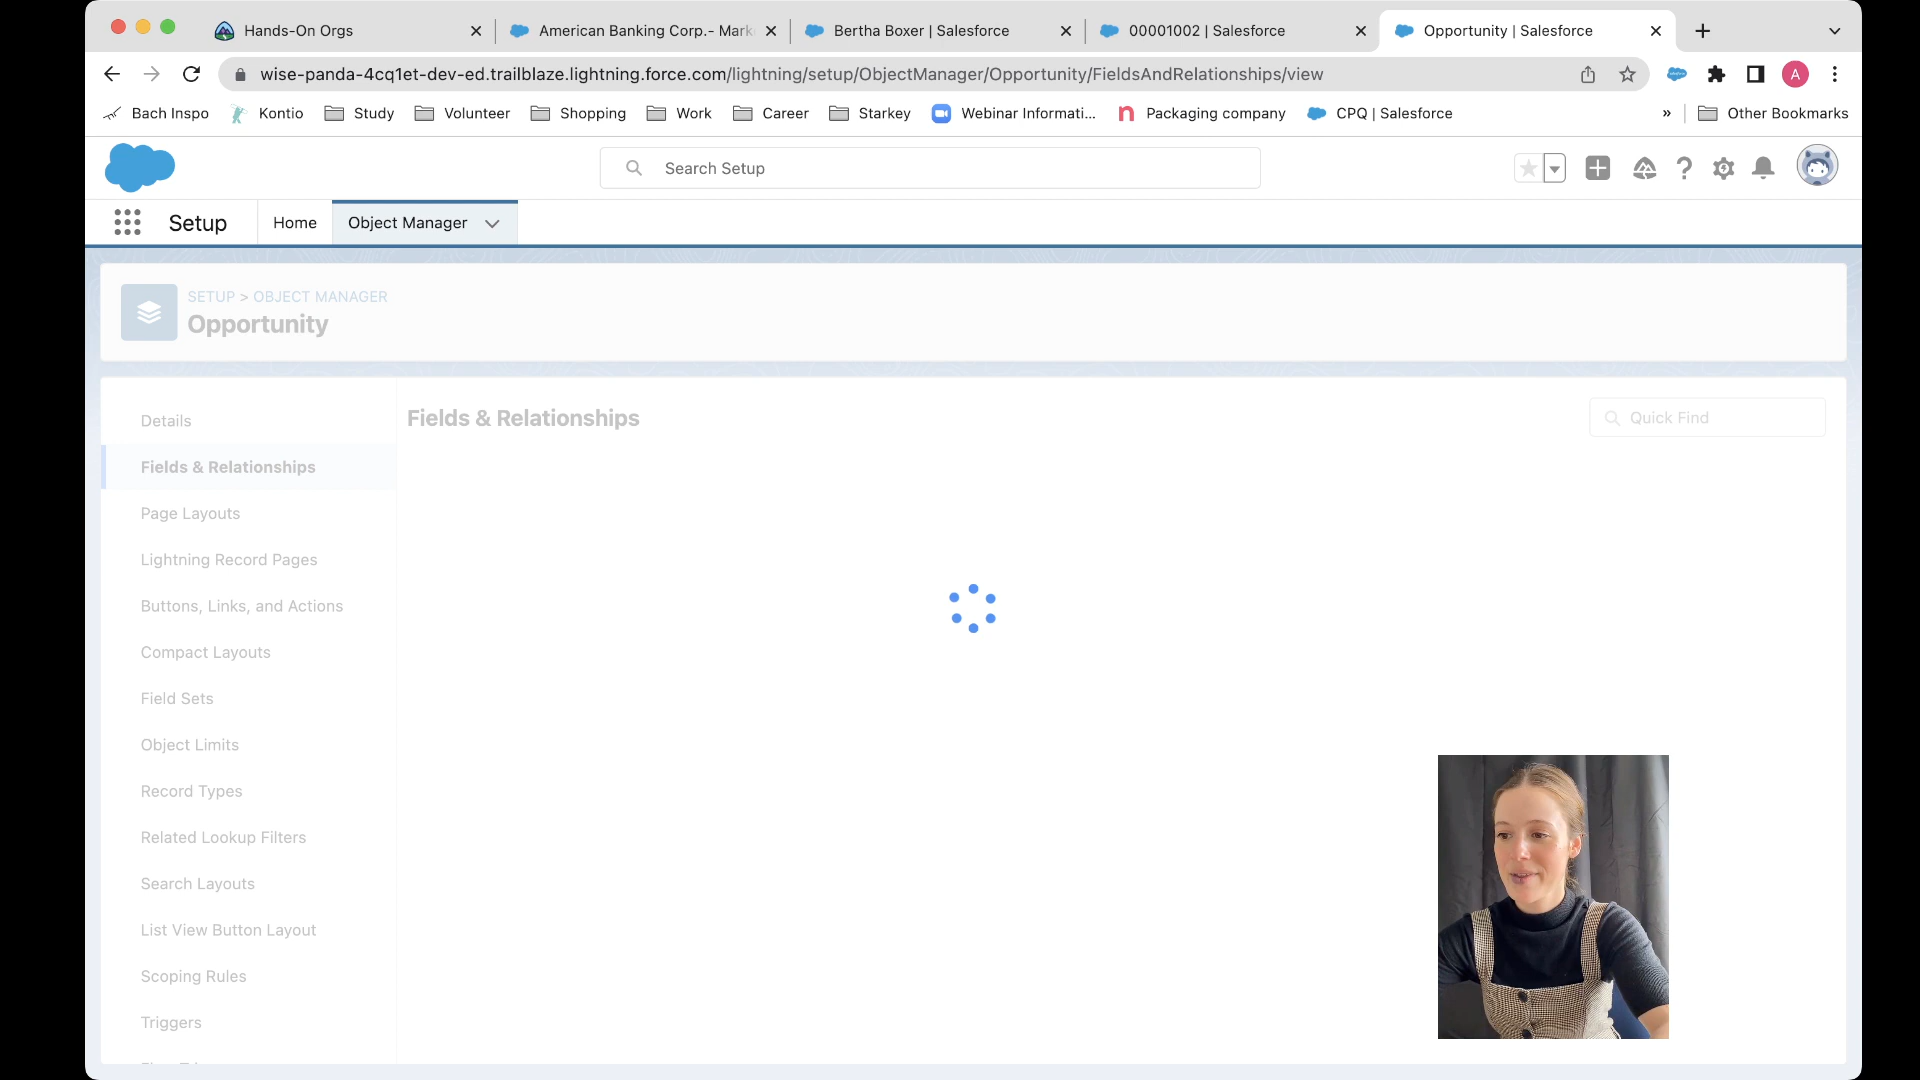 Hands-On Orgs
American Banking Corp.- Mark
Bertha Boxer | Salesforce
00001002 | Salesforce
Opportunity | Salesforce
wise-panda-4cq1et-dev-ed.trailblaze.lightning.force.com/lightning/setup/ObjectManager/Opportunity/FieldsAndRelationships/view
A
Bach Inspo
Kontio
Study
Volunteer
Shopping
Work
Career
Starkey
Webinar Informati...
Packaging company
CPQ | Salesforce
»
Other Bookmarks
Search Setup
Setup
Home
Object Manager
SETUP > OBJECT MANAGER
Opportunity
Details
Fields & Relationships
Page Layouts
Lightning Record Pages
Buttons, Links, and Actions
Compact Layouts
Field Sets
Object Limits
Record Types
Related Lookup Filters
Search Layouts
List View Button Layout
Scoping Rules
Triggers
Fields & Relationships
Quick Find